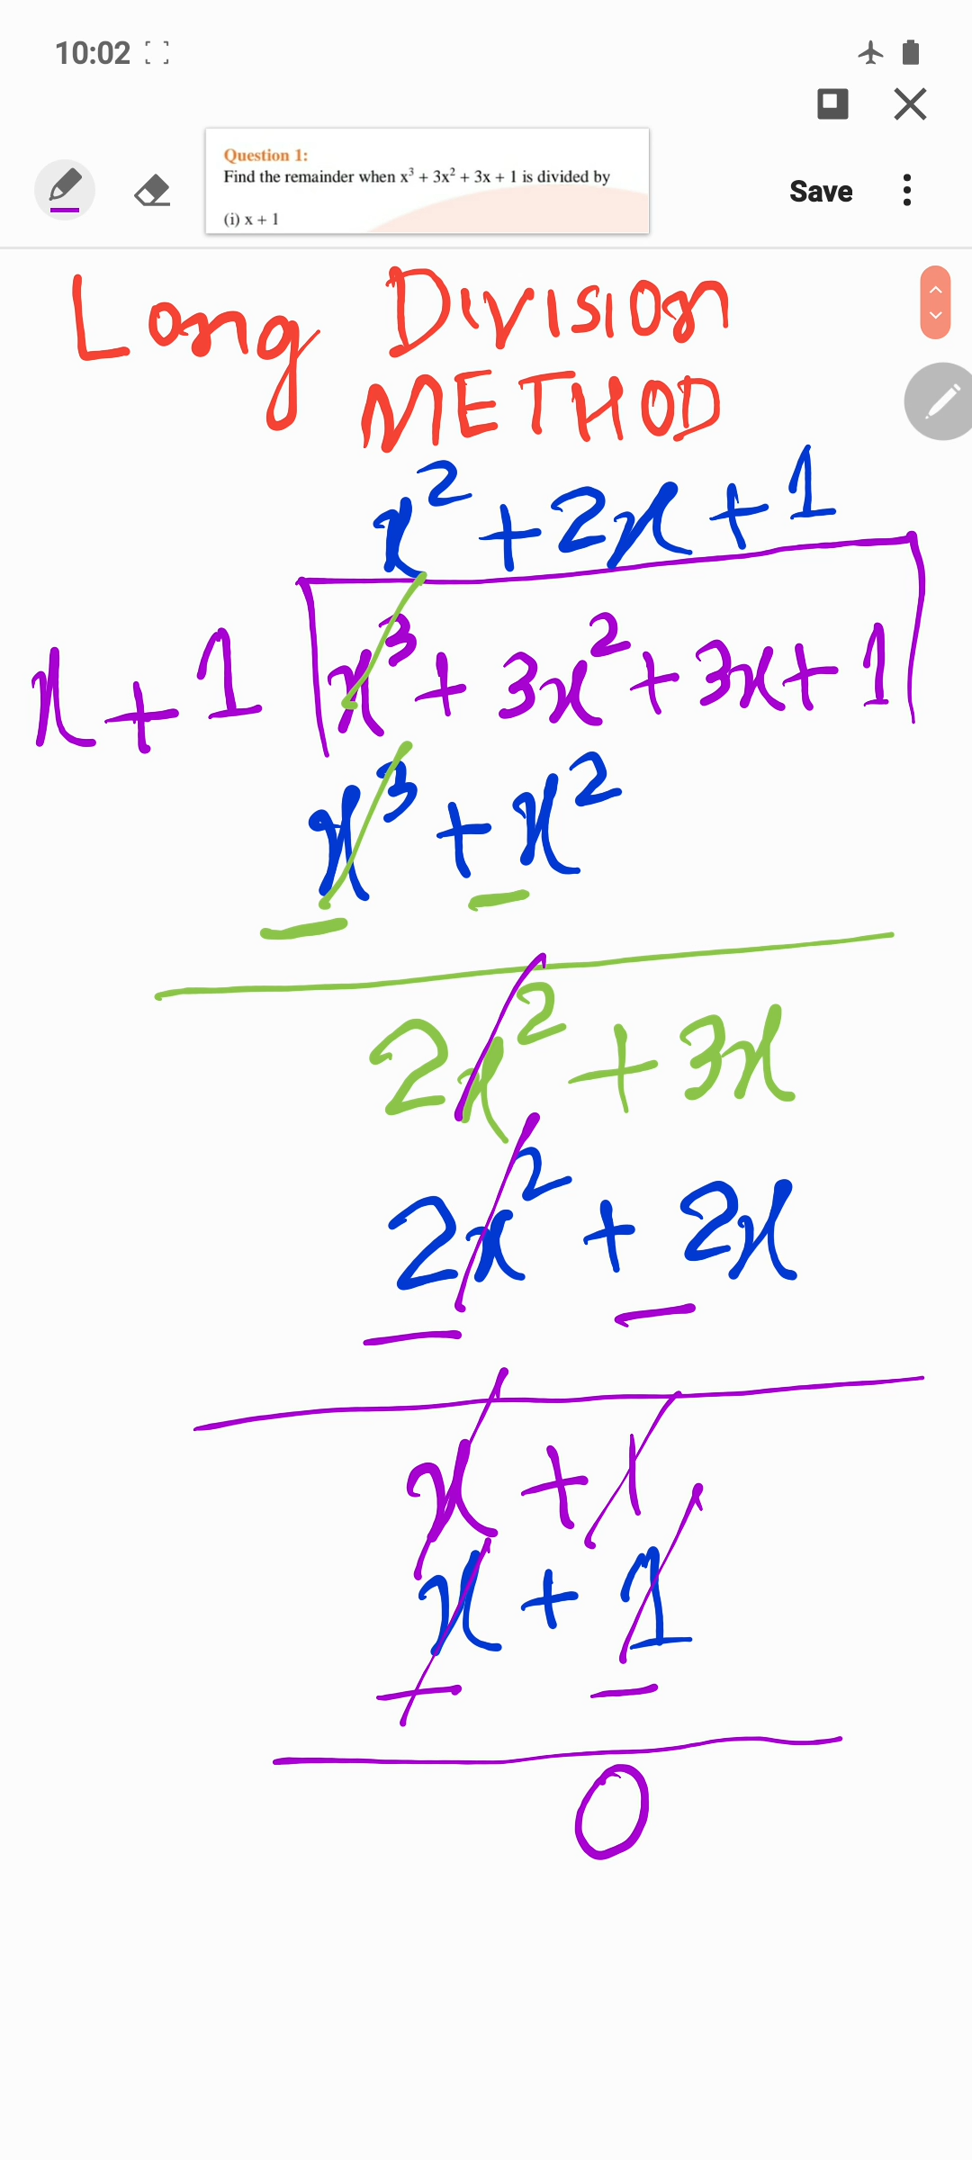 10:02
Question 1:
Find the remainder when x³ + 3x² + 3x + 1 is divided by
(i) x + 1
Save
Long DIVISION
METHOD
x² + 2x + 1
x + 1 x³ + 3x² + 3x + 1
x³ + x²
− −
2x² + 3x
2x² + 2x
− −
x + 1
x + 1
− −
0